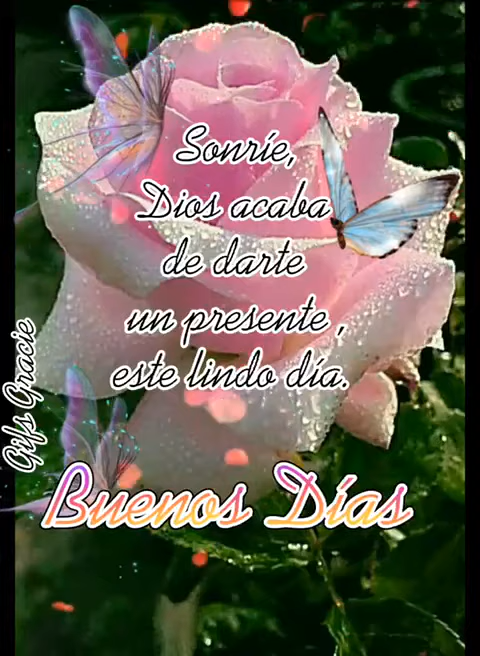 Sonríe,
Dios acaba
de darte
un presente ,
este lindo día.
Gifs Gracie
Buenos Días